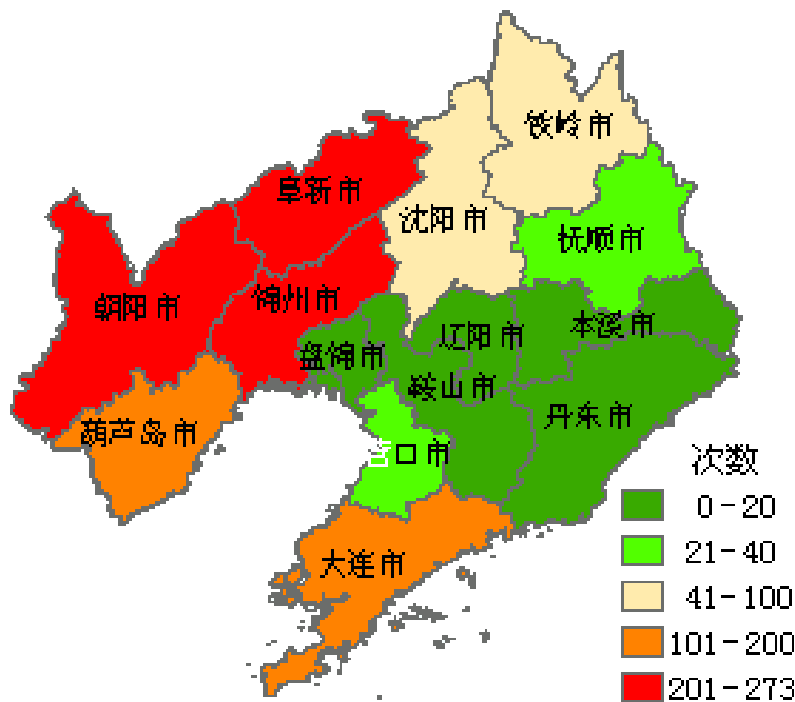 铁岭市
阜新市
沈阳市
抚顺市
朝阳市
锦州市
辽阳市
本溪市
盘锦市
鞍山市
丹东市
葫芦岛市
营口市
大连市
次数
0-20
21-40
41-100
101-200
201-273